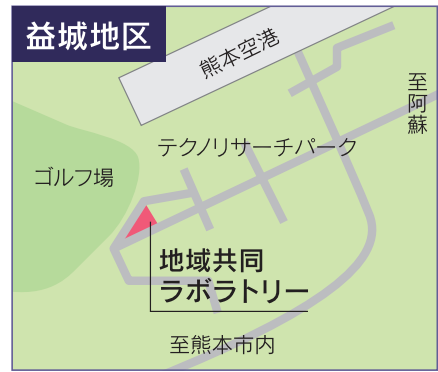 益城地区
熊本空港
至阿蘇
テクノリサーチパーク
ゴルフ場
地域共同
ラボラトリー
至熊本市内